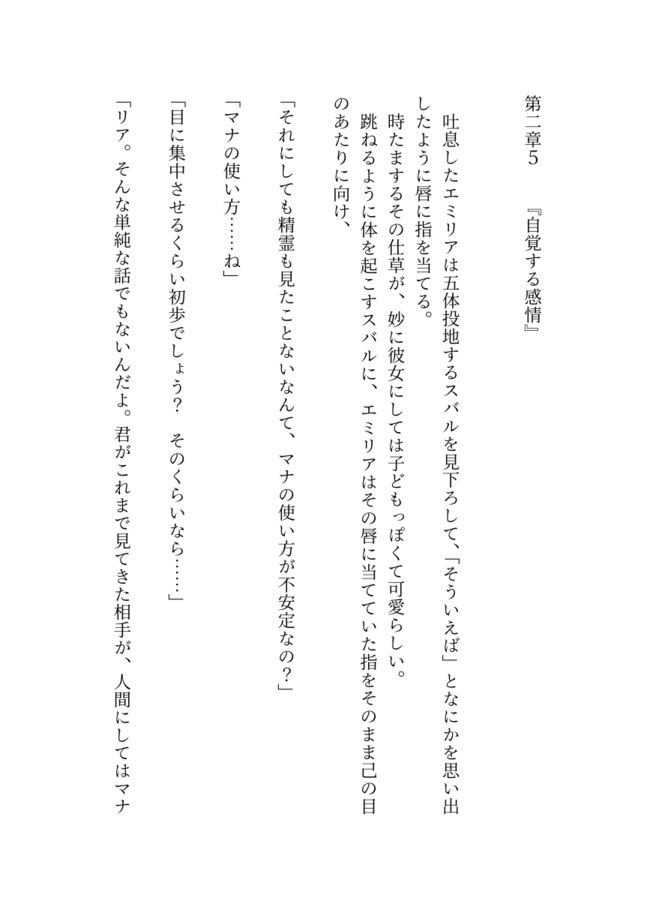 第二章５　　『自覚する感情』
　吐息したエミリアは五体投地するスバルを見下ろして、「そういえば」となにかを思い出
したように唇に指を当てる。
　時たまするその仕草が、妙に彼女にしては子どもっぽくて可愛らしい。
　跳ねるように体を起こすスバルに、エミリアはその唇に当てていた指をそのまま己の目
のあたりに向け、
「それにしても精霊も見たことないなんて、マナの使い方が不安定なの？」
「マナの使い方……ね」
「目に集中させるくらい初歩でしょう？　そのくらいなら……」
「リア。そんな単純な話でもないんだよ。君がこれまで見てきた相手が、人間にしてはマナ